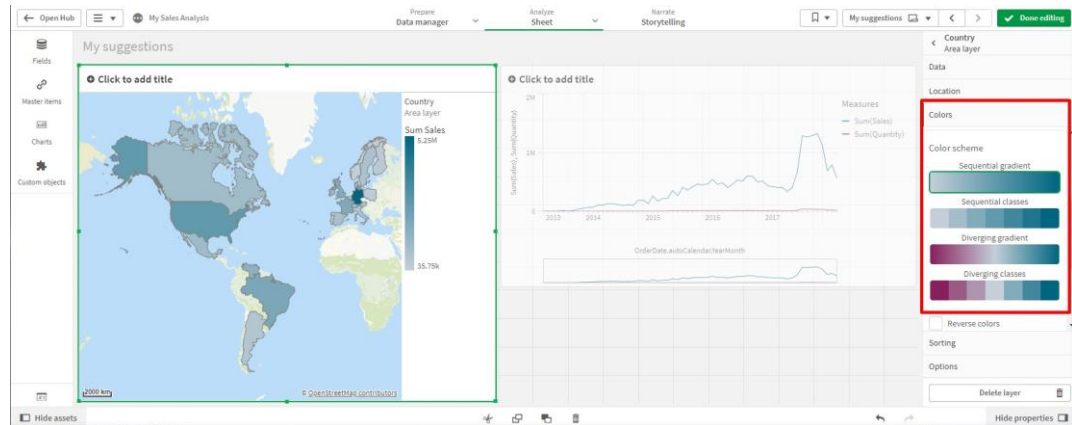 Open Hub
My Sales Analysis
Prepare
Data manager
Analyze
Sheet
Narrate
Storytelling
My suggestions
Done editing
Fields
Master items
Charts
Custom objects
My suggestions
Click to add title
Country
Area layer
Sum Sales
5.25M
35.75k
2000 km
© OpenStreetMap contributors
Click to add title
Sum(Sales), Sum(Quantity)
2M
1M
0
2013 2014 2015 2016 2017
OrderDate.autoCalendar.YearMonth
Measures
Sum(Sales)
Sum(Quantity)
Country
Area layer
Data
Location
Colors
Color scheme
Sequential gradient
Sequential classes
Diverging gradient
Diverging classes
Reverse colors
Sorting
Options
Delete layer
Hide assets
Hide properties